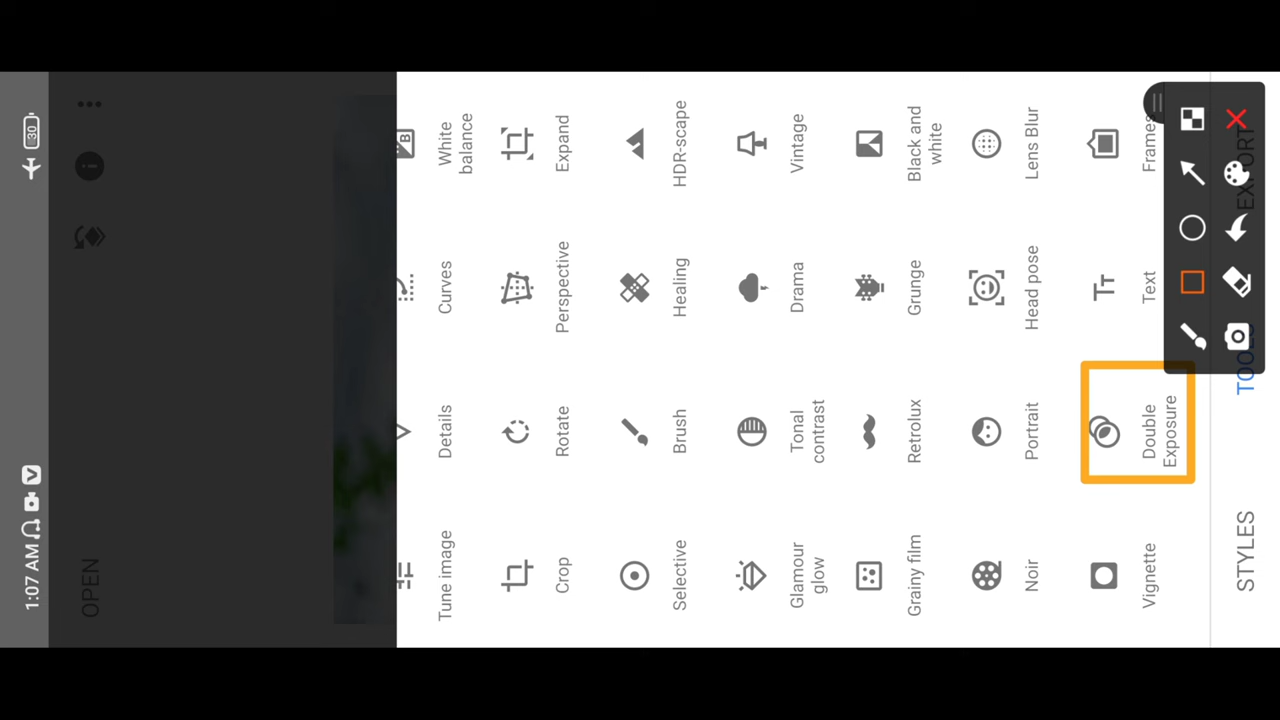 1:07 AM
30
OPEN
Tune image
Details
Curves
White
balance
Crop
Rotate
Perspective
Expand
Selective
Brush
Healing
HDR-scape
Glamour
glow
Tonal
contrast
Drama
Vintage
Grainy film
Retrolux
Grunge
Black and
white
Noir
Portrait
Head pose
Lens Blur
Vignette
Double
Exposure
Text
Frames
STYLES
TOOLS
EXPORT